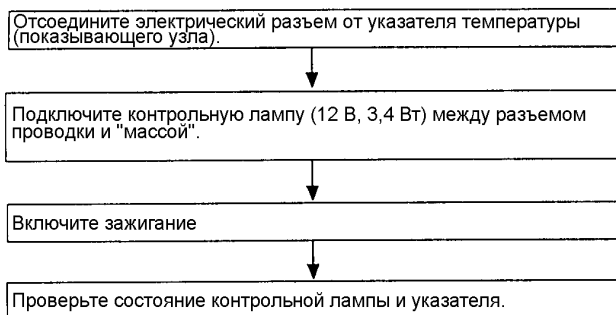 Отсоедините электрический разъем от указателя температуры
(показывающего узла).
Подключите контрольную лампу (12 В, 3,4 Вт) между разъемом
проводки и "массой".
Включите зажигание
Проверьте состояние контрольной лампы и указателя.